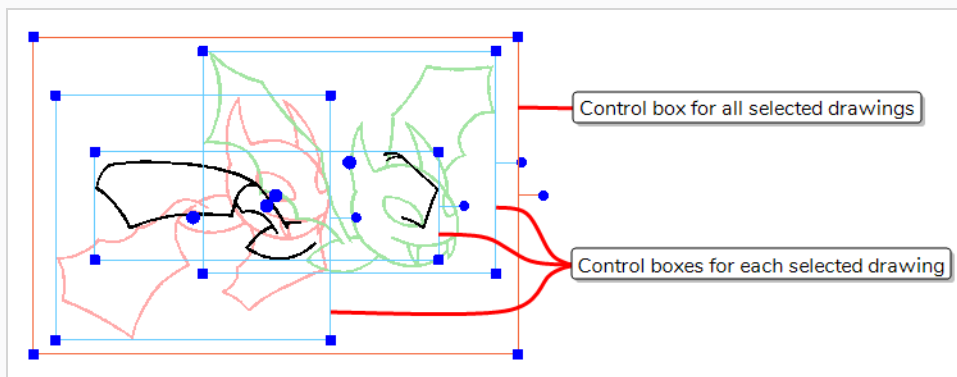 Control box for all selected drawings
Control boxes for each selected drawing